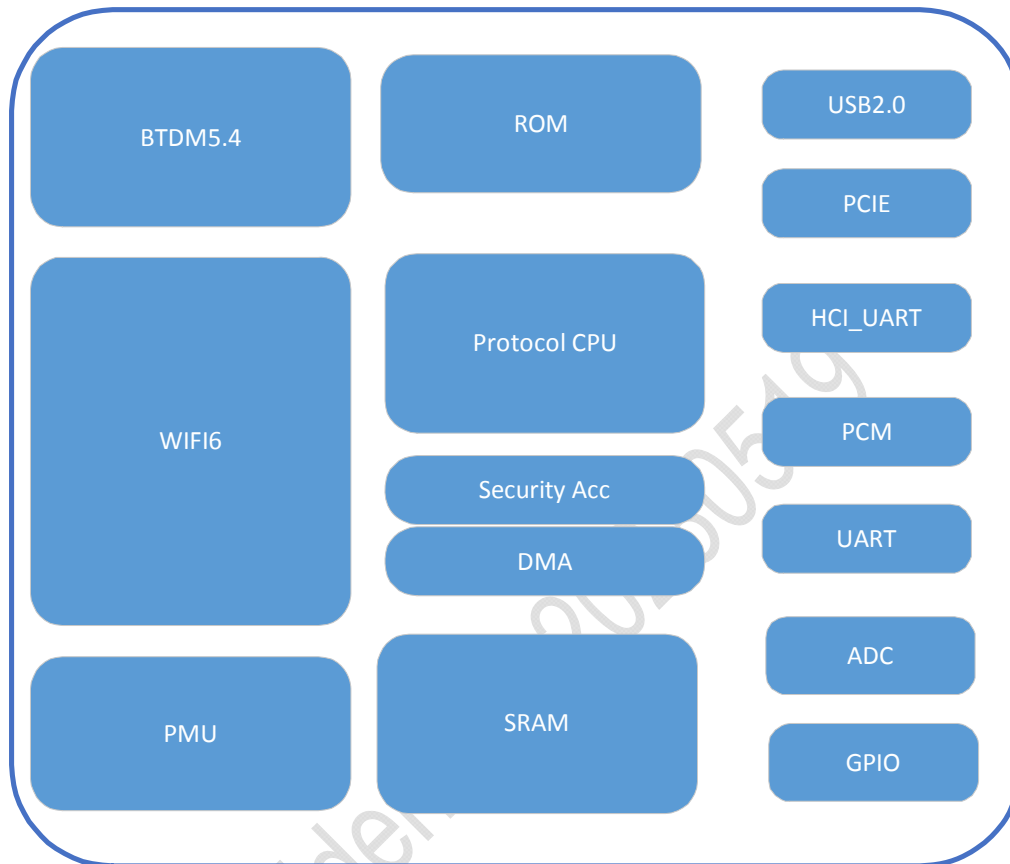 BTDM5.4
ROM
USB2.0
PCIE
WIFI6
Protocol CPU
HCI_UART
PCM
Security Acc
DMA
UART
PMU
SRAM
ADC
GPIO